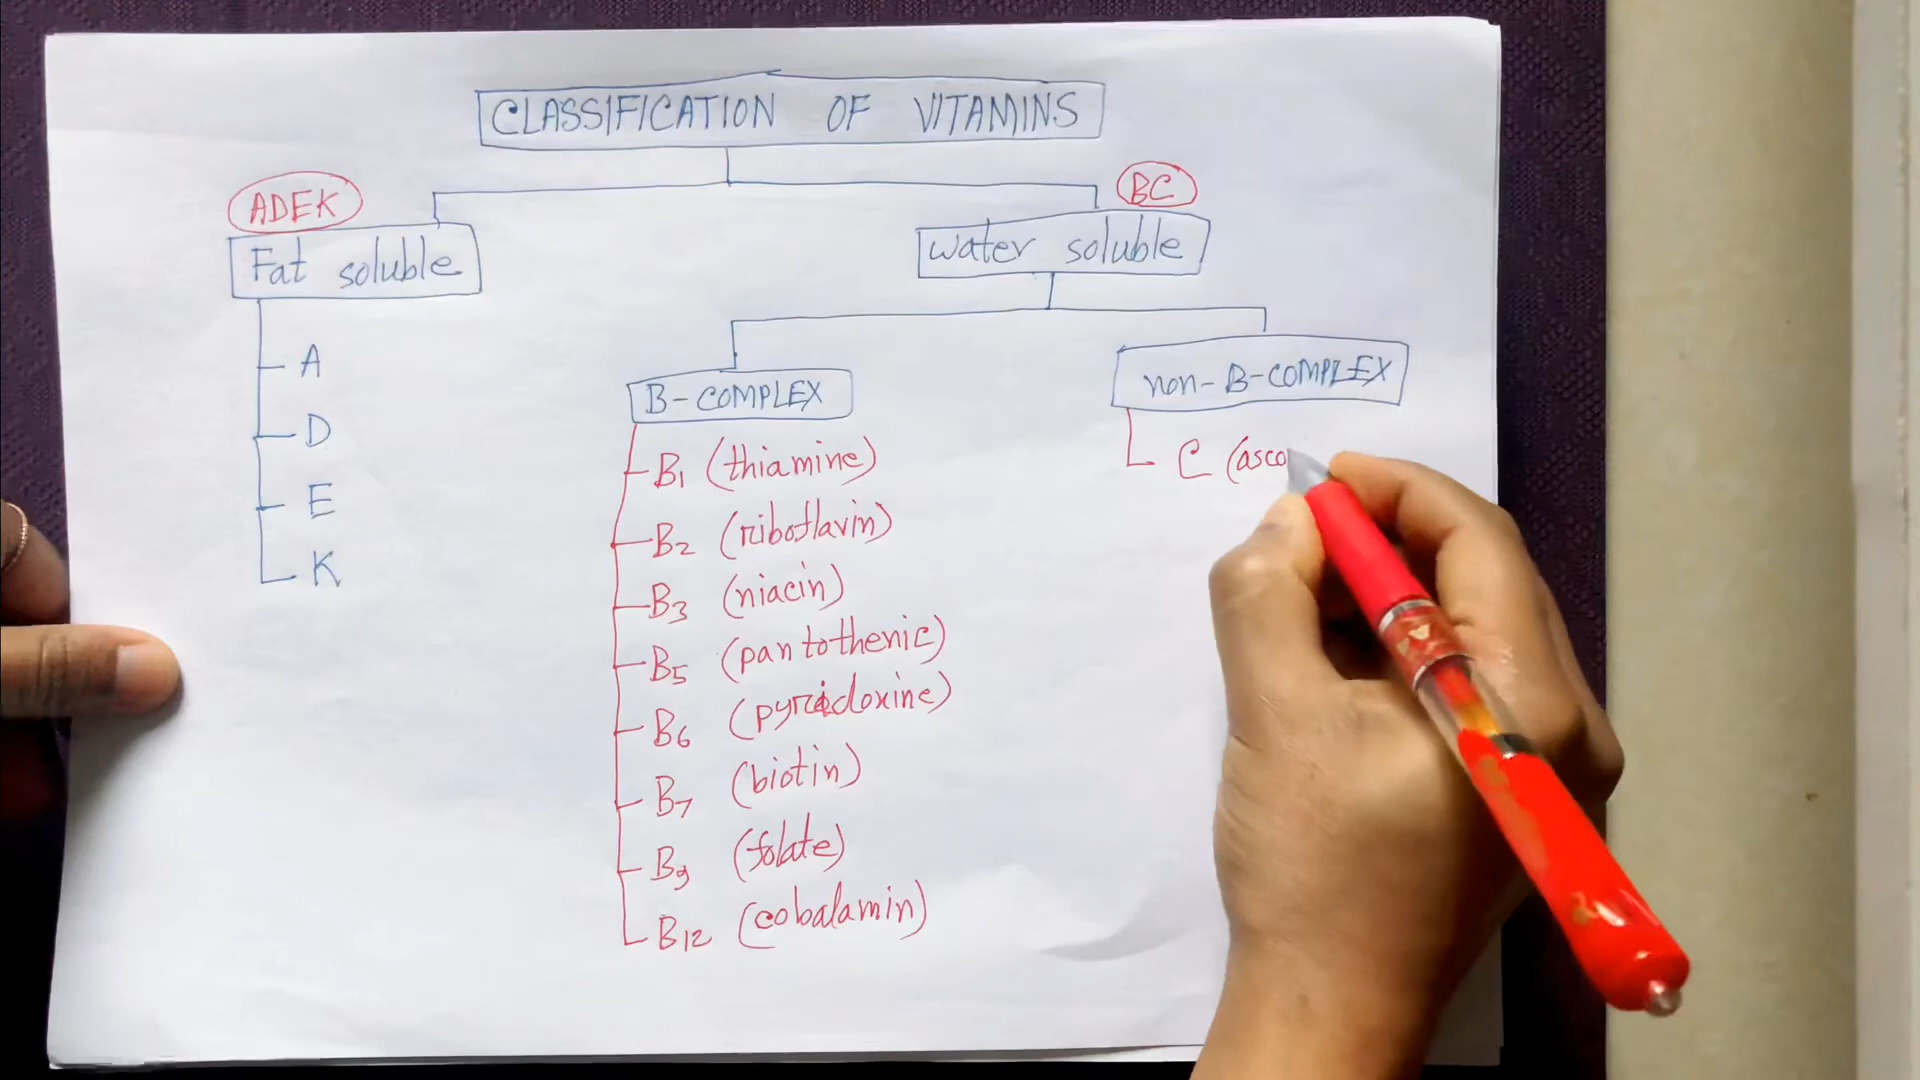 CLASSIFICATION OF VITAMINS
ADEK
Fat soluble
A
D
E
K
BC
water soluble
B-COMPLEX
B1 (thiamine)
B2 (riboflavin)
B3 (niacin)
B5 (pantothenic)
B6 (pyridoxine)
B7 (biotin)
B9 (folate)
B12 (cobalamin)
non-B-COMPLEX
C (asco